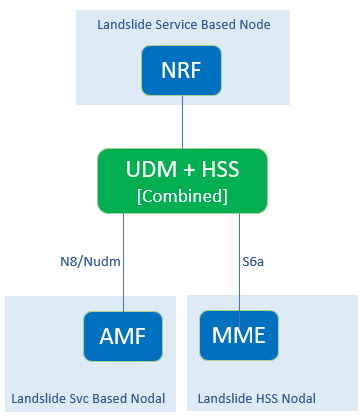 Landslide Service Based Node
NRF
UDM + HSS
[Combined]
N8/Nudm
S6a
AMF
MME
Landslide Svc Based Nodal
Landslide HSS Nodal